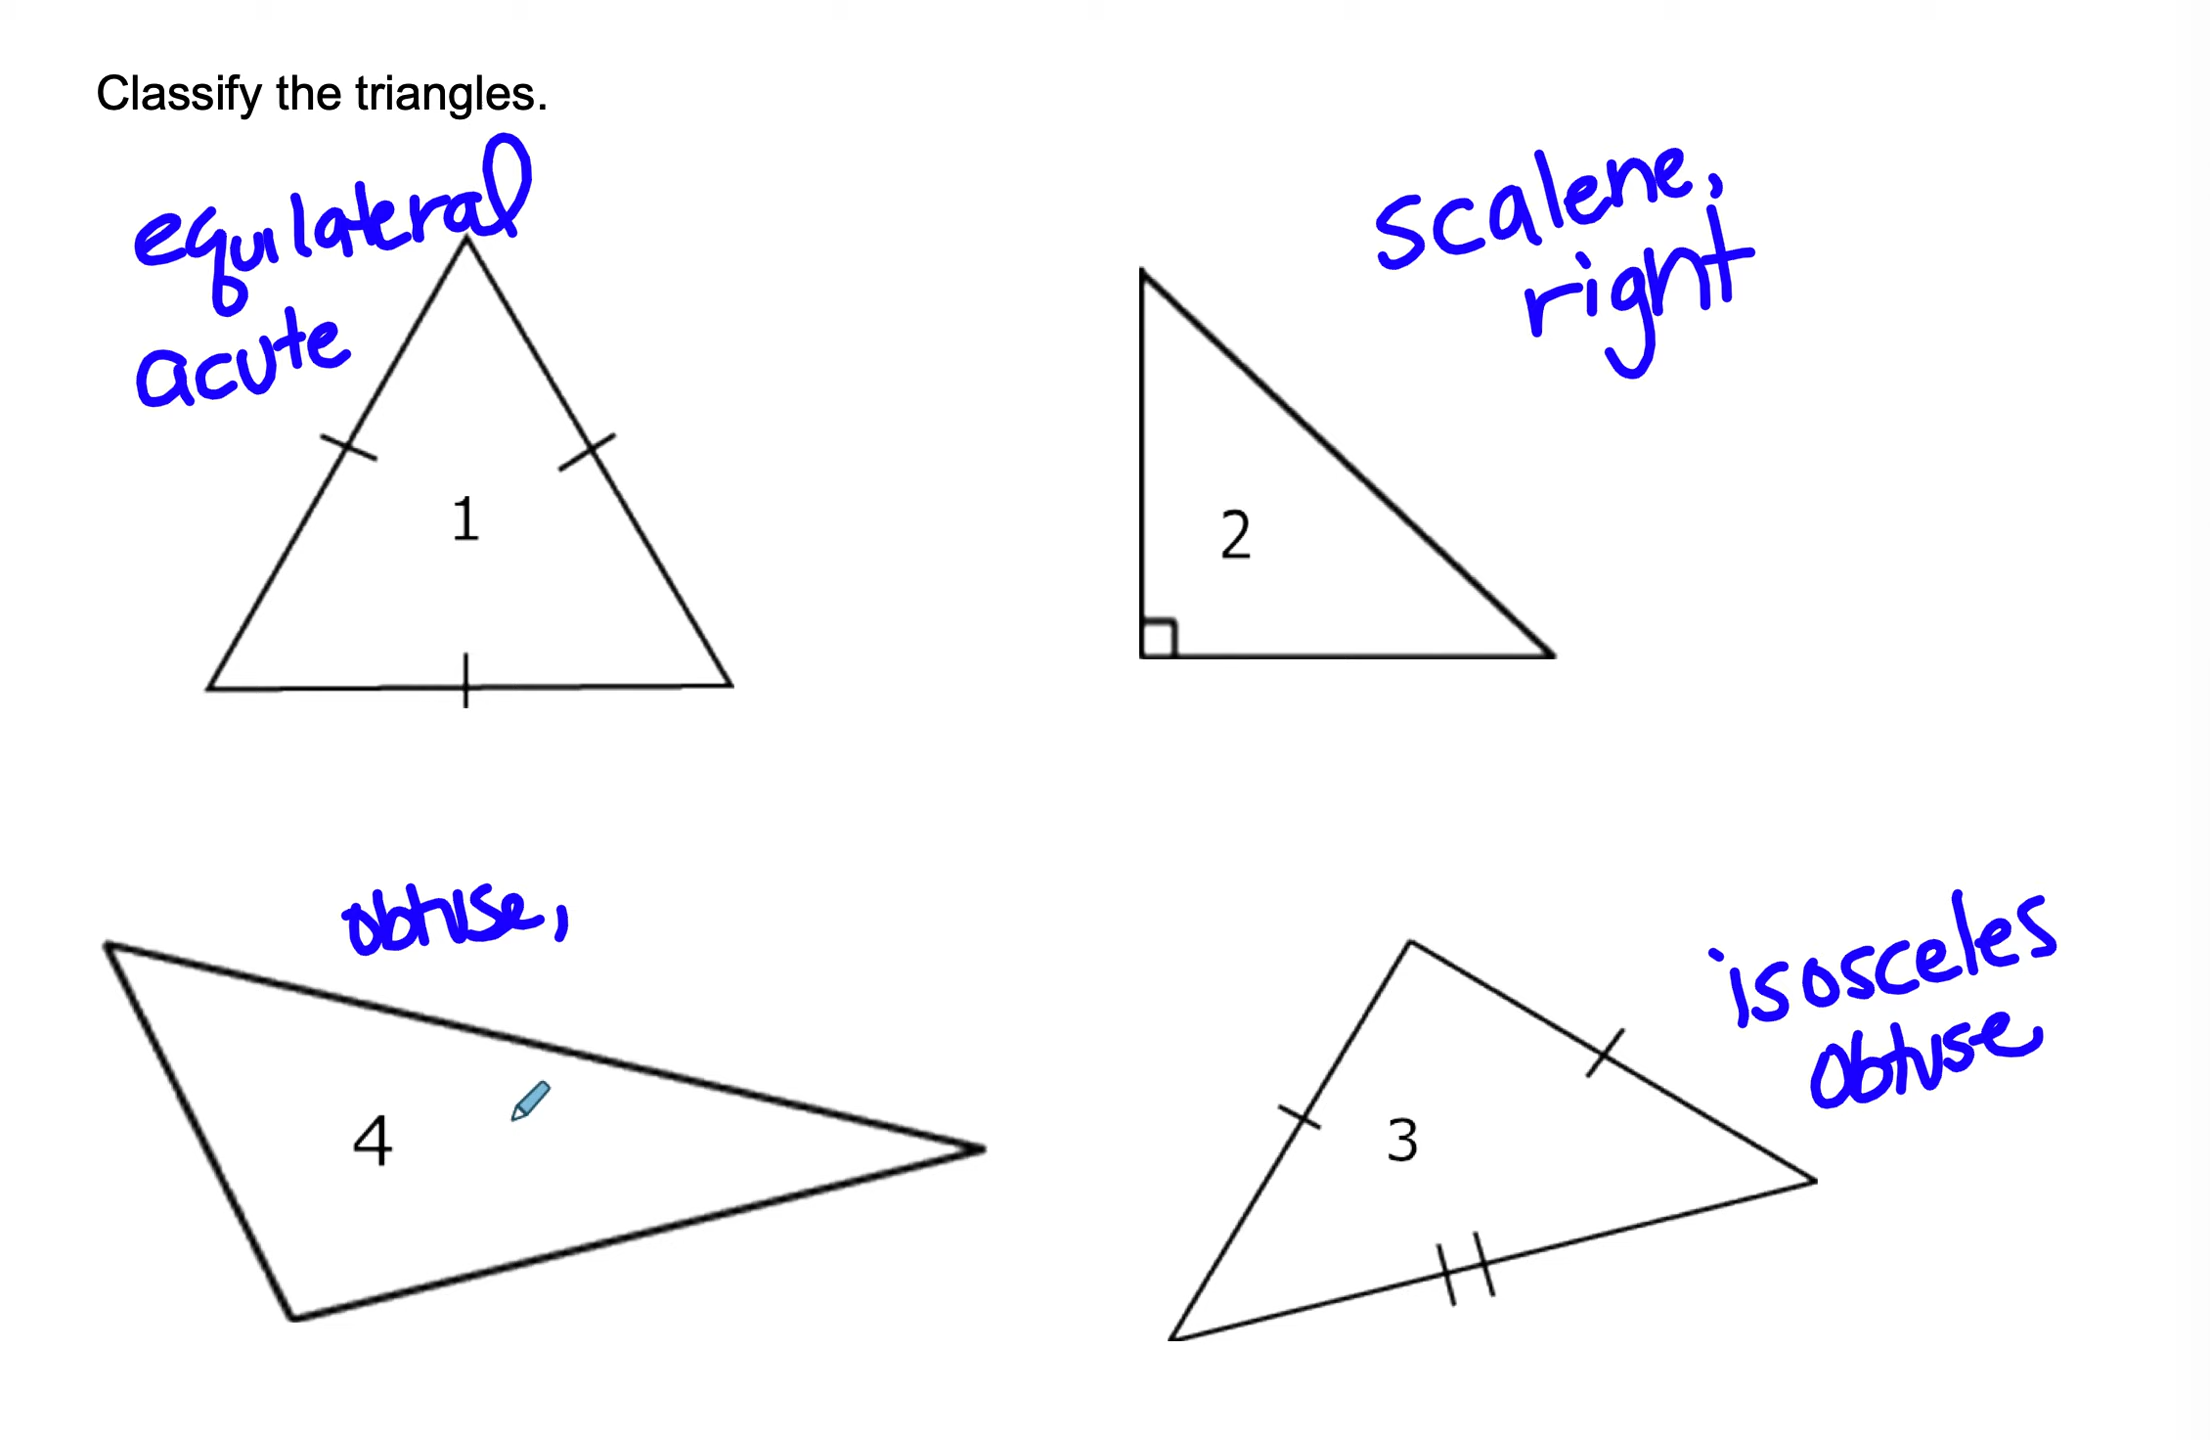 Classify the triangles.
equilateral
acute
1
scalene,
right
2
obtuse,
4
isosceles
obtuse
3